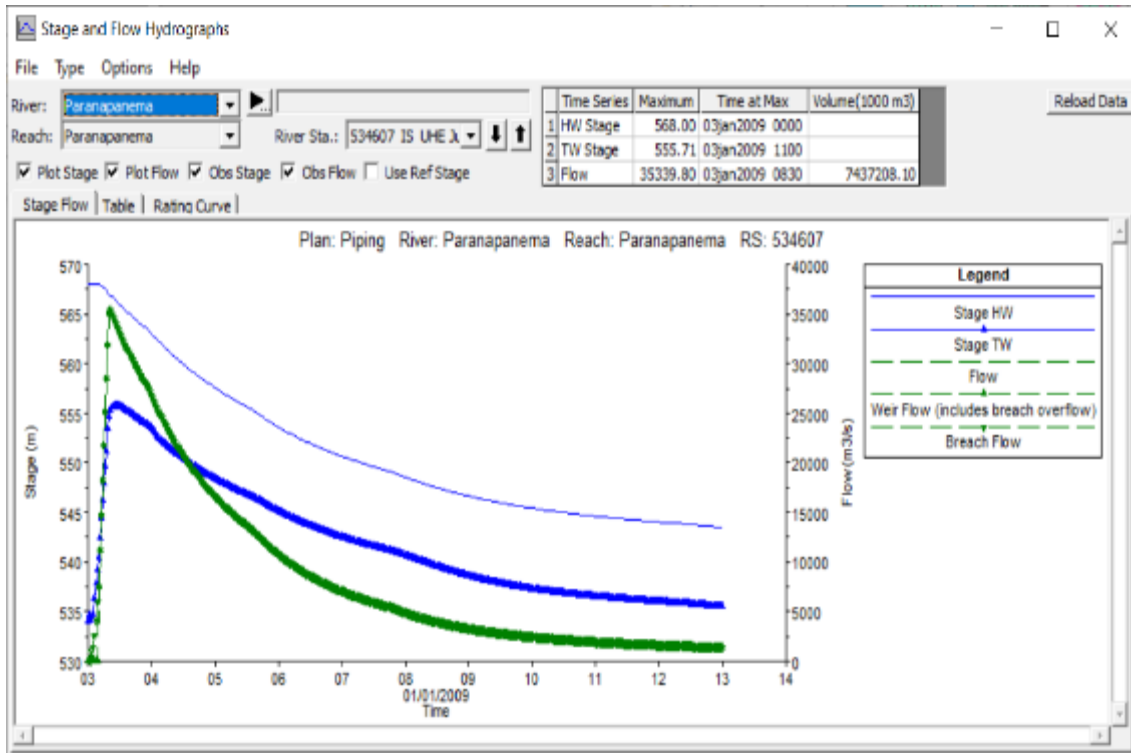 Stage and Flow Hydrographs
File Type Options Help
River: Paranapanema
Reload Data
Reach: Paranapanema River Sta.: 534607 IS UHE Ju
Plot Stage Plot Flow Obs Stage Obs Flow Use Ref Stage
Time Series Maximum Time at Max Volume(1000 m3)
1 HW Stage 568.00 03jan2009 0000
2 TW Stage 555.71 03jan2009 1100
3 Flow 35339.80 03jan2009 0830 7437208.10
Stage Flow Table Rating Curve
Plan: Piping River: Paranapanema Reach: Paranapanema RS: 534607
570
565
560
555
550
545
540
535
530
Stage (m)
40000
35000
30000
25000
20000
15000
10000
5000
0
Flow (m3/s)
03 04 05 06 07 08 09 10 11 12 13 14
01/01/2009
Time
Legend
Stage HW
Stage TW
Flow
Weir Flow (includes breach overflow)
Breach Flow